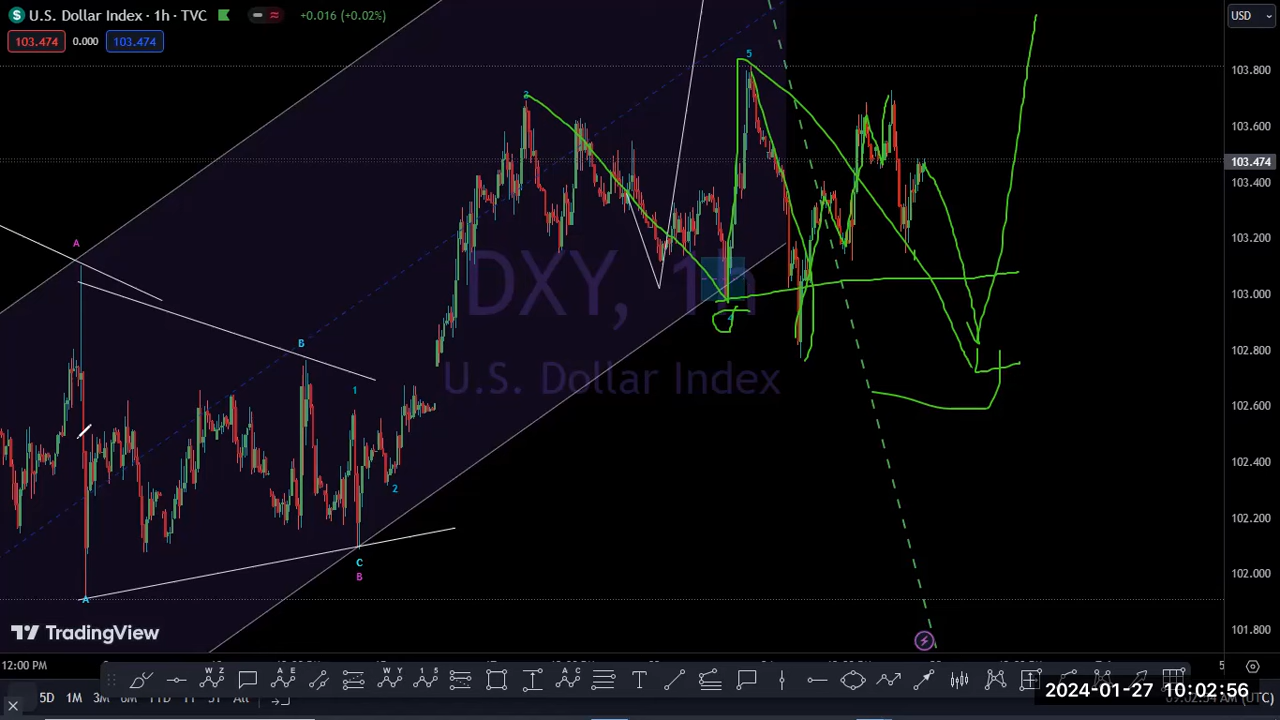 U.S. Dollar Index · 1h · TVC
+0.016 (+0.02%)
USD
103.474
0.000
103.474
103.800
103.600
103.474
103.400
103.200
103.000
102.800
102.600
102.400
102.200
102.000
101.800
DXY, 1h
U.S. Dollar Index
A
B
1
2
C
B
A
3
4
5
TradingView
12:00 PM
5D
1M
3M
6M
YTD
1Y
5Y
All
2024-01-27 10:02:56